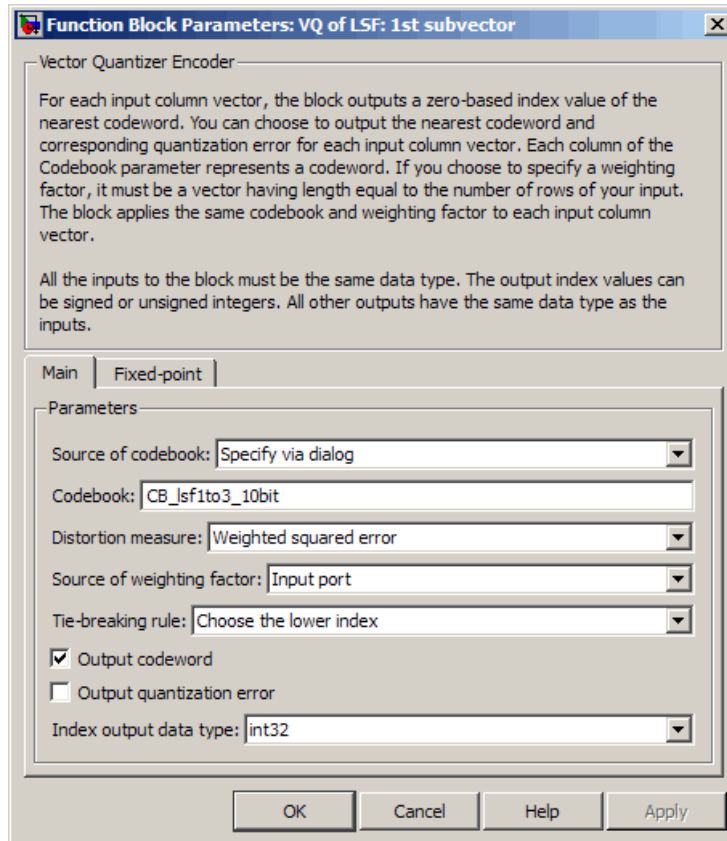 Function Block Parameters: VQ of LSF: 1st subvector
Vector Quantizer Encoder
For each input column vector, the block outputs a zero-based index value of the
nearest codeword. You can choose to output the nearest codeword and
corresponding quantization error for each input column vector. Each column of the
Codebook parameter represents a codeword. If you choose to specify a weighting
factor, it must be a vector having length equal to the number of rows of your input.
The block applies the same codebook and weighting factor to each input column
vector.
All the inputs to the block must be the same data type. The output index values can
be signed or unsigned integers. All other outputs have the same data type as the
inputs.
Main Fixed-point
Parameters
Source of codebook: Specify via dialog
Codebook: CB_lsf1to3_10bit
Distortion measure: Weighted squared error
Source of weighting factor: Input port
Tie-breaking rule: Choose the lower index
Output codeword
Output quantization error
Index output data type: int32
OK Cancel Help Apply